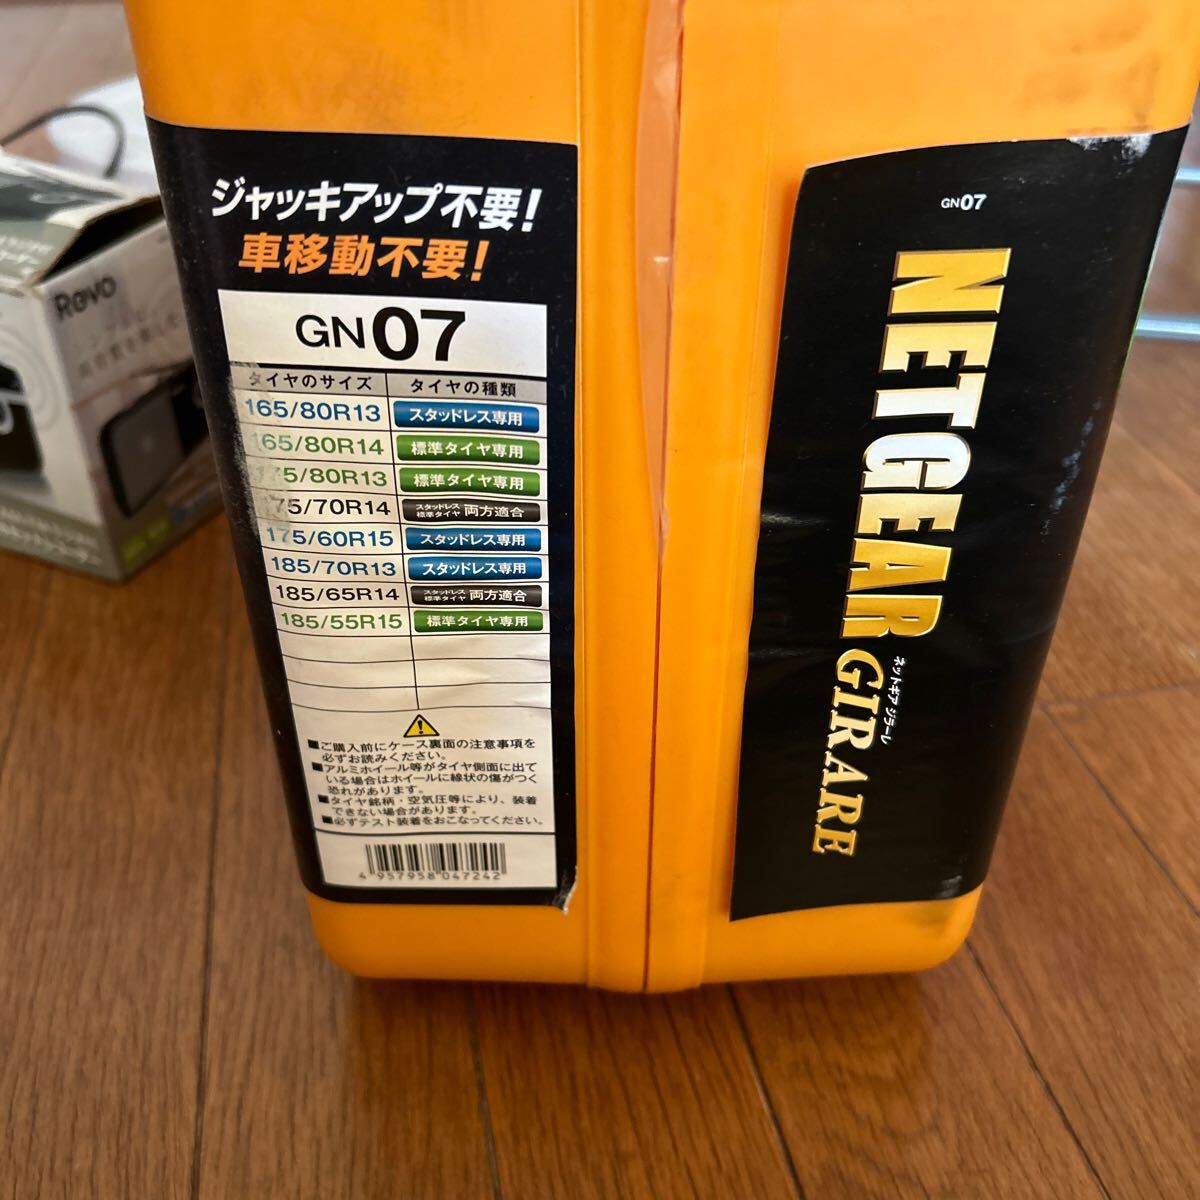 Revo
ジャッキアップ不要!
車移動不要!
GN07
タイヤのサイズ タイヤの種類
165/80R13 スタッドレス専用
65/80R14 標準タイヤ専用
5/80R13 標準タイヤ専用
75/70R14 スタッドレス 標準タイヤ 両方適合
175/60R15 スタッドレス専用
185/70R13 スタッドレス専用
185/65R14 スタッドレス 標準タイヤ 両方適合
185/55R15 標準タイヤ専用
■ご購入前にケース裏面の注意事項を
必ずお読みください。
■アルミホイール等がタイヤ側面に出て
いる場合はホイールに線状の傷がつく
恐れがあります。
■タイヤ銘柄・空気圧等により、装着
できない場合があります。
■必ずテスト装着をおこなってください。
4 957958 047242
GN07
NETGEAR GIRARE
ネットギア ジラーレ